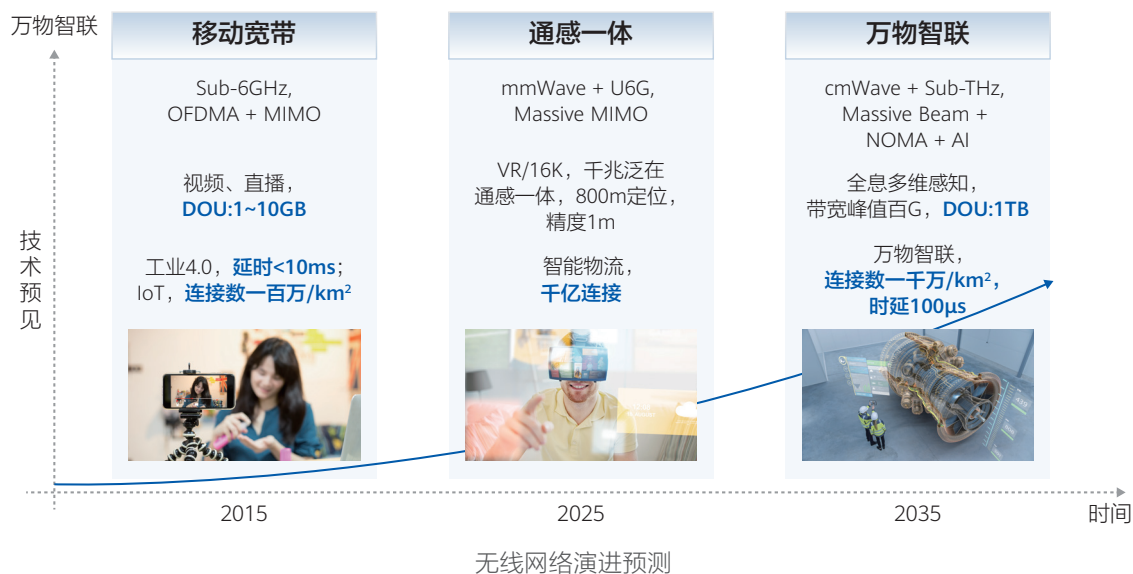 万物智联
技术预见
移动宽带
Sub-6GHz,
OFDMA + MIMO
视频、直播，
DOU:1~10GB
工业4.0，延时<10ms；
IoT，连接数一百万/km²
通感一体
mmWave + U6G,
Massive MIMO
VR/16K，千兆泛在
通感一体，800m定位，
精度1m
智能物流，
千亿连接
万物智联
cmWave + Sub-THz,
Massive Beam +
NOMA + AI
全息多维感知，
带宽峰值百G，DOU:1TB
万物智联，
连接数一千万/km²，
时延100μs
2015
2025
2035
时间
无线网络演进预测